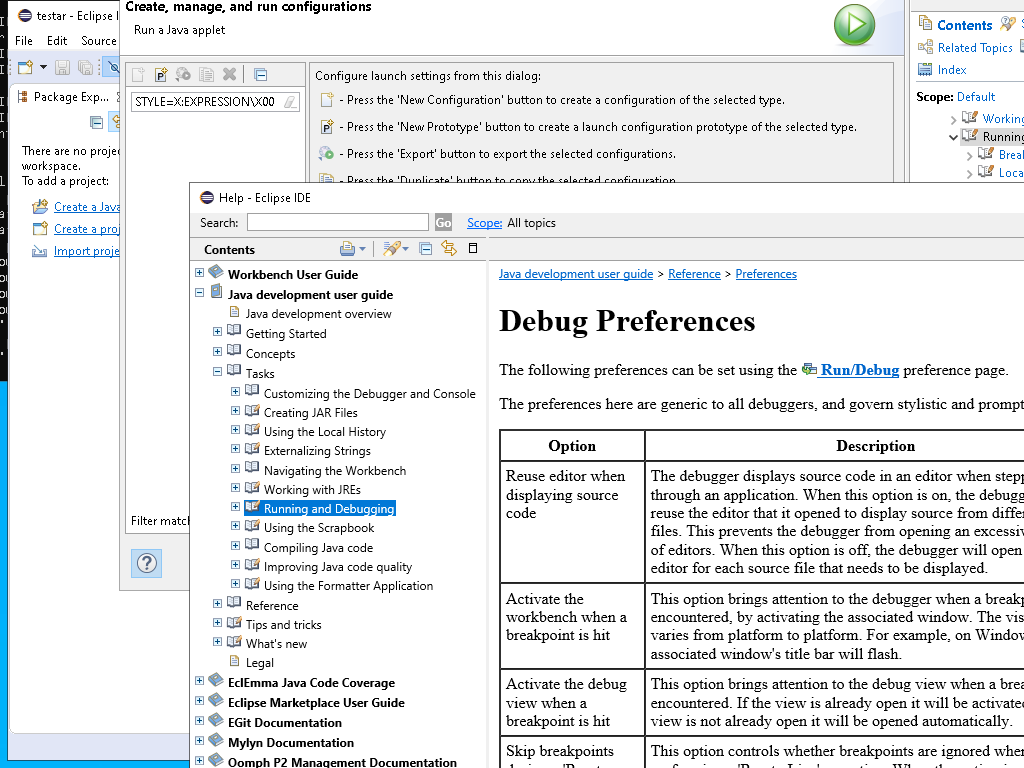 testar - Eclipse I
File Edit Source
Package Exp...
There are no proje
workspace.
To add a project:
Create a Java
Create a proj
Import proje
Create, manage, and run configurations
Run a Java applet
STYLE=X:EXPRESSION\X00
Filter match
Configure launch settings from this dialog:
- Press the 'New Configuration' button to create a configuration of the selected type.
- Press the 'New Prototype' button to create a launch configuration prototype of the selected type.
- Press the 'Export' button to export the selected configurations.
- Press the 'Duplicate' button to copy the selected configuration.
Contents
Related Topics
Index
Scope: Default
Working
Running
Brea
Loca
Help - Eclipse IDE
Search: Go Scope: All topics
Contents
Workbench User Guide
Java development user guide
Java development overview
Getting Started
Concepts
Tasks
Customizing the Debugger and Console
Creating JAR Files
Using the Local History
Externalizing Strings
Navigating the Workbench
Working with JREs
Running and Debugging
Using the Scrapbook
Compiling Java code
Improving Java code quality
Using the Formatter Application
Reference
Tips and tricks
What's new
Legal
EclEmma Java Code Coverage
Eclipse Marketplace User Guide
EGit Documentation
Mylyn Documentation
Oomph P2 Management Documentation
Java development user guide > Reference > Preferences
Debug Preferences
The following preferences can be set using the Run/Debug preference page.
The preferences here are generic to all debuggers, and govern stylistic and prompt
Option Description
Reuse editor when
displaying source
code
The debugger displays source code in an editor when stepp
through an application. When this option is on, the debugg
reuse the editor that it opened to display source from differ
files. This prevents the debugger from opening an excessiv
of editors. When this option is off, the debugger will open
editor for each source file that needs to be displayed.
Activate the
workbench when a
breakpoint is hit
This option brings attention to the debugger when a breakp
encountered, by activating the associated window. The vis
varies from platform to platform. For example, on Window
associated window's title bar will flash.
Activate the debug
view when a
breakpoint is hit
This option brings attention to the debug view when a brea
encountered. If the view is already open it will be activate
view is not already open it will be opened automatically.
Skip breakpoints
This option controls whether breakpoints are ignored when